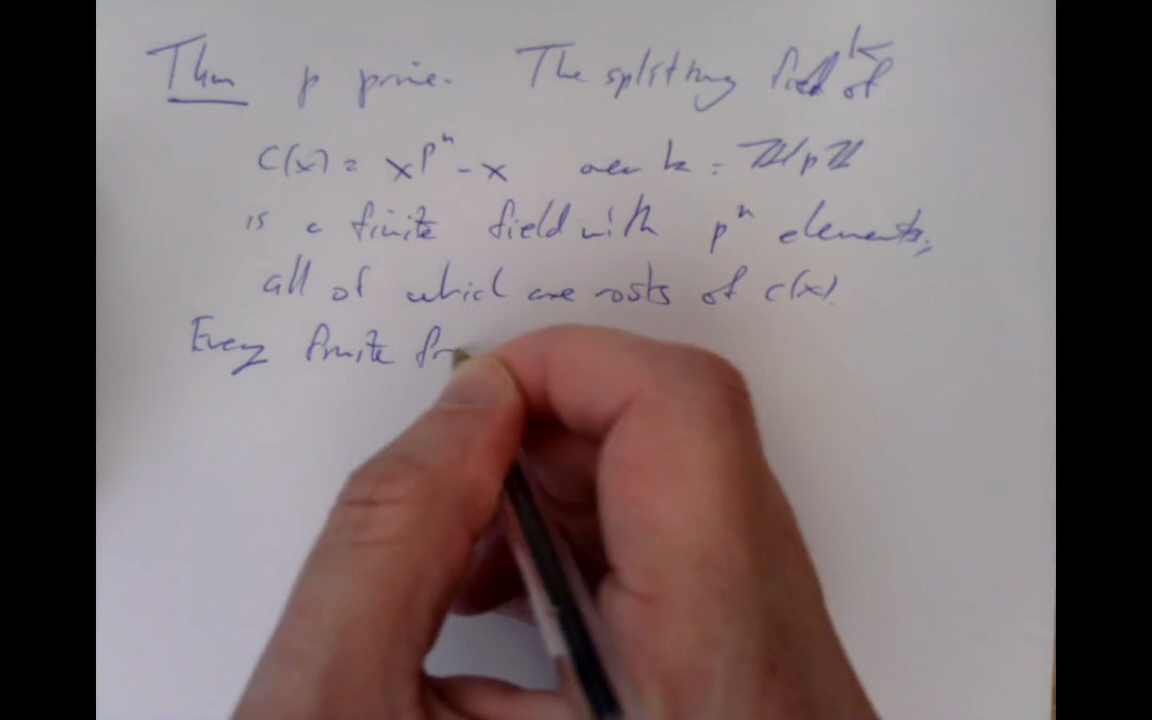 Thm p prime. The splitting field K of
c(x) = x^{p^n} - x over k = ℤ/pℤ
is a finite field with p^n elements,
all of which are roots of c(x).
Every finite